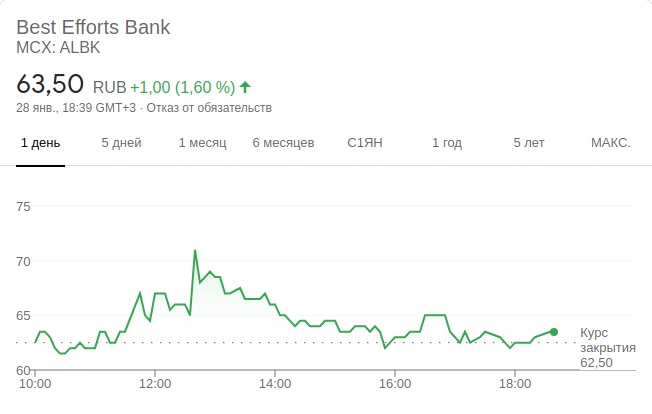 Best Efforts Bank
MCX: ALBK
63,50 RUB +1,00 (1,60 %)
28 янв., 18:39 GMT+3 · Отказ от обязательств
1 день 5 дней 1 месяц 6 месяцев С1ЯН 1 год 5 лет МАКС.
75
70
65
60
Курс
закрытия
62,50
10:00 12:00 14:00 16:00 18:00